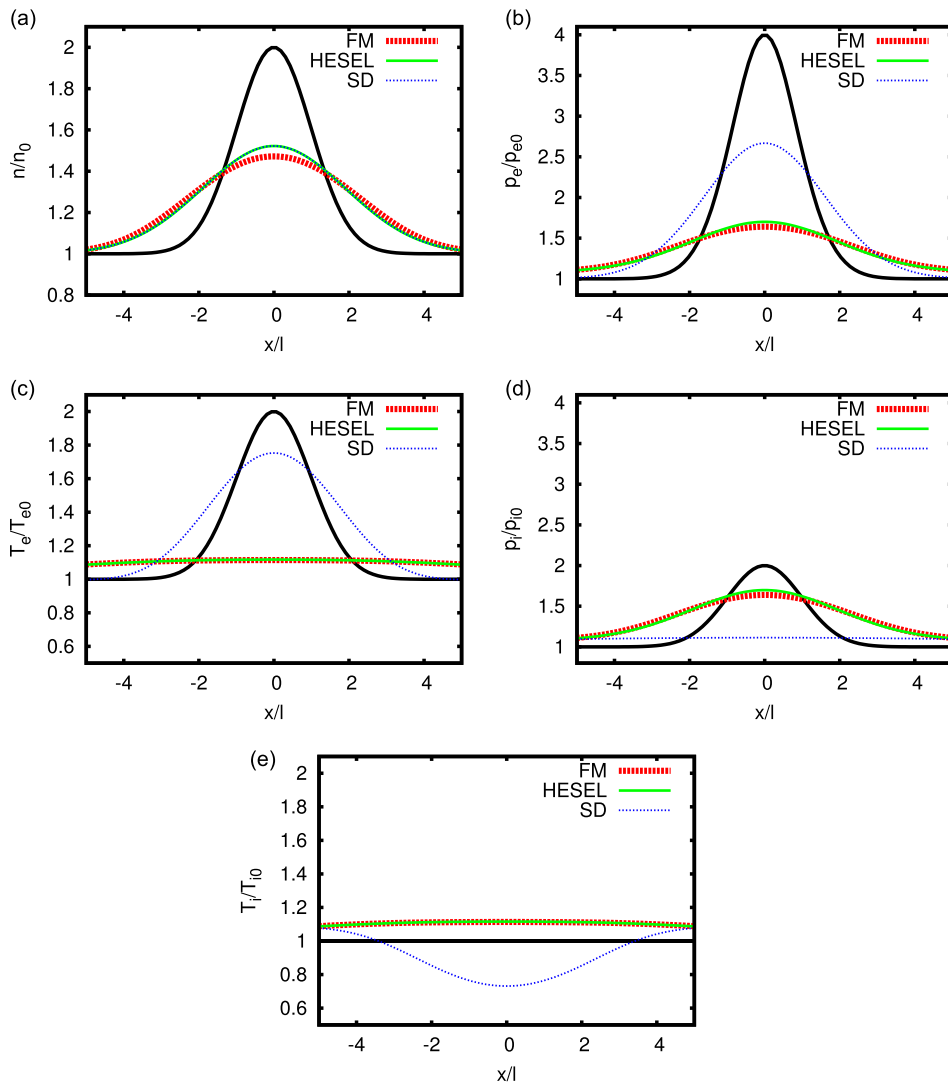 (a)
n/n0
2
1.8
1.6
1.4
1.2
1
0.8
FM
HESEL
SD
-4 -2 0 2 4
x/l
(b)
pe/pe0
4
3.5
3
2.5
2
1.5
1
FM
HESEL
SD
-4 -2 0 2 4
x/l
(c)
Te/Te0
2
1.8
1.6
1.4
1.2
1
0.8
0.6
FM
HESEL
SD
-4 -2 0 2 4
x/l
(d)
pi/pi0
4
3.5
3
2.5
2
1.5
1
FM
HESEL
SD
-4 -2 0 2 4
x/l
(e)
Ti/Ti0
2
1.8
1.6
1.4
1.2
1
0.8
0.6
FM
HESEL
SD
-4 -2 0 2 4
x/l